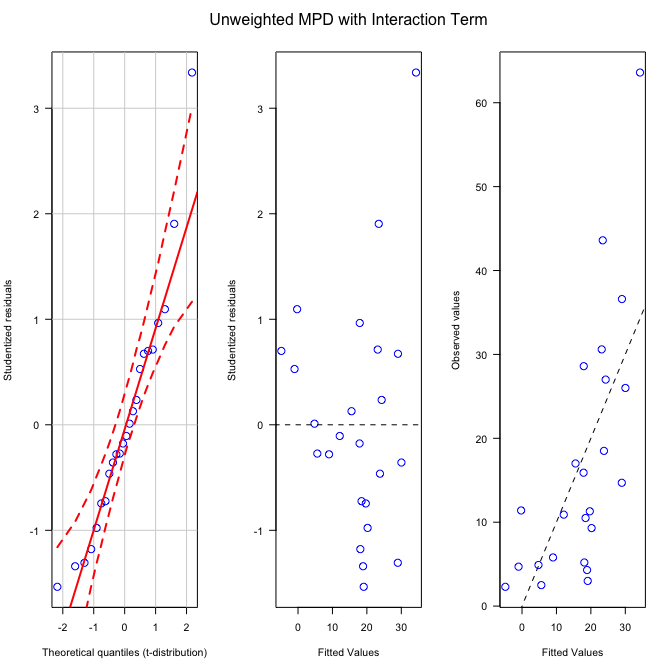 Unweighted MPD with Interaction Term
Studentized residuals
3
2
1
0
-1
-2 -1 0 1 2
Theoretical quantiles (t-distribution)
Studentized residuals
3
2
1
0
-1
0 10 20 30
Fitted Values
Observed values
60
50
40
30
20
10
0
0 10 20 30
Fitted Values